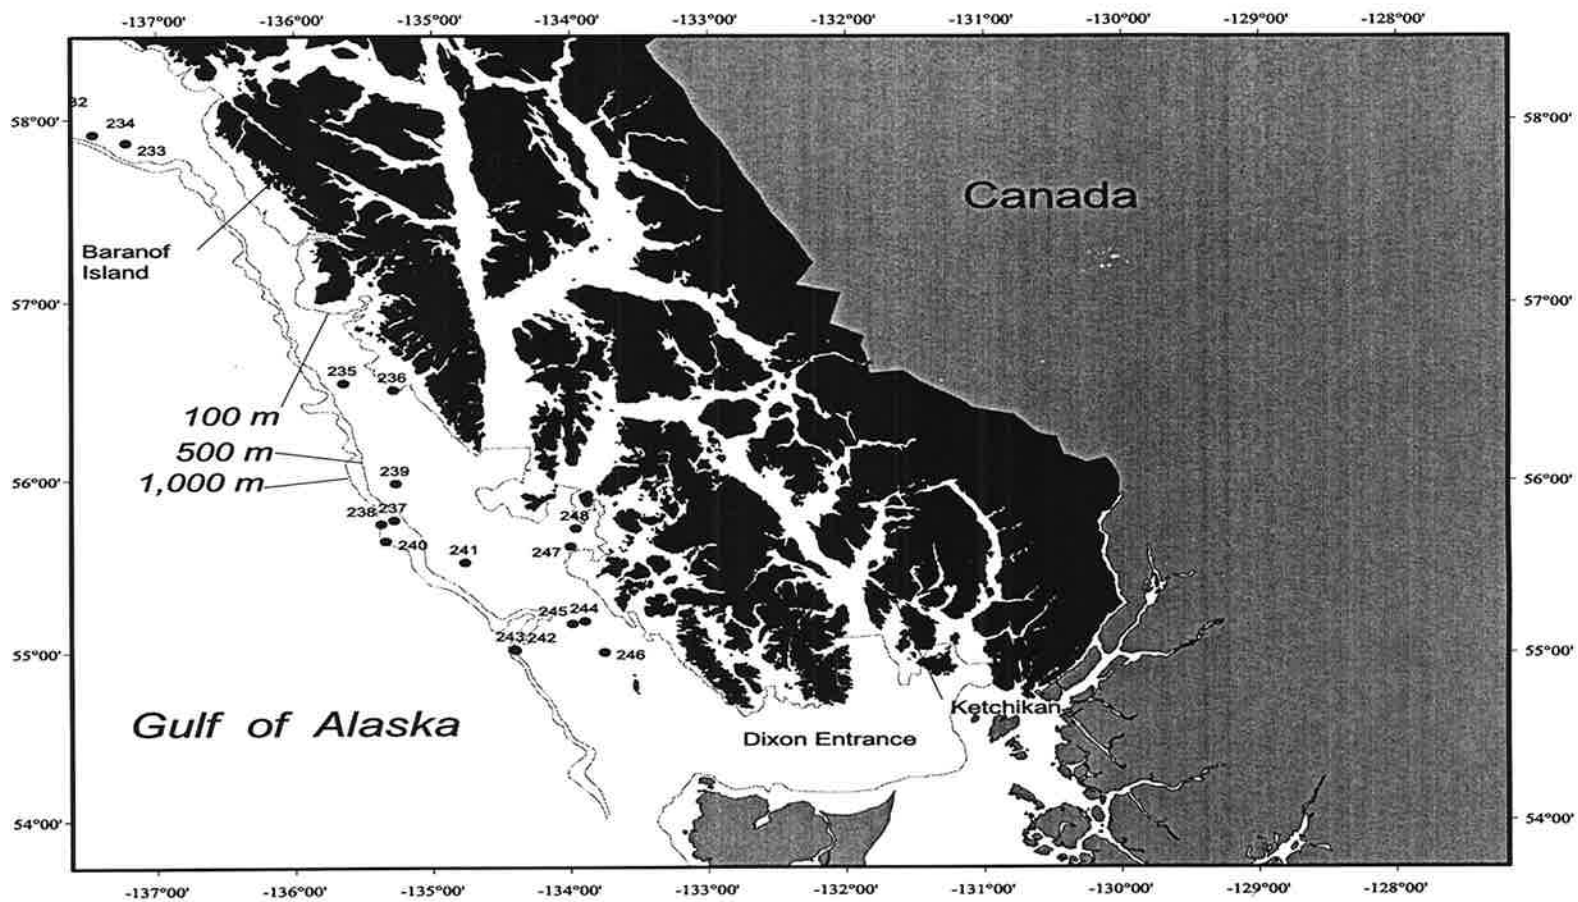 -137°00' -136°00' -135°00' -134°00' -133°00' -132°00' -131°00' -130°00' -129°00' -128°00'
32
58°00' 234 58°00'
233
Canada
Baranof
Island
57°00' 57°00'
235 236
100 m
500 m
239
1,000 m
56°00' 56°00'
238 237 248
240 241 247
245 244
243 242
55°00' 246 55°00'
Ketchikan
Gulf of Alaska
Dixon Entrance
54°00' 54°00'
-137°00' -136°00' -135°00' -134°00' -133°00' -132°00' -131°00' -130°00' -129°00' -128°00'